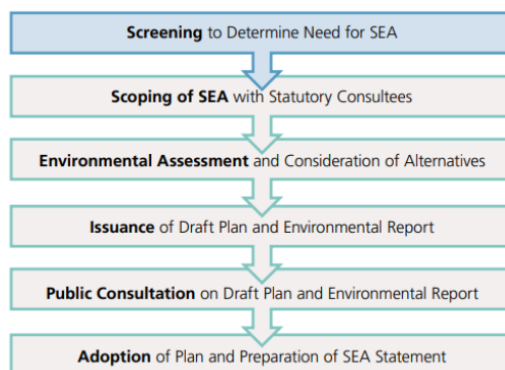 Screening to Determine Need for SEA
Scoping of SEA with Statutory Consultees
Environmental Assessment and Consideration of Alternatives
Issuance of Draft Plan and Environmental Report
Public Consultation on Draft Plan and Environmental Report
Adoption of Plan and Preparation of SEA Statement